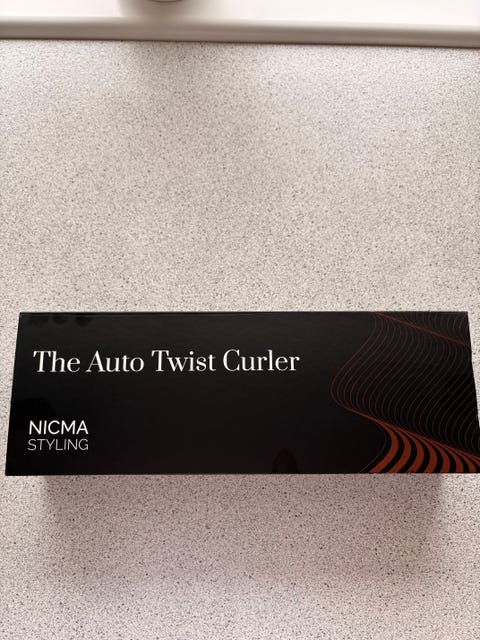 The Auto Twist Curler
NICMA
STYLING